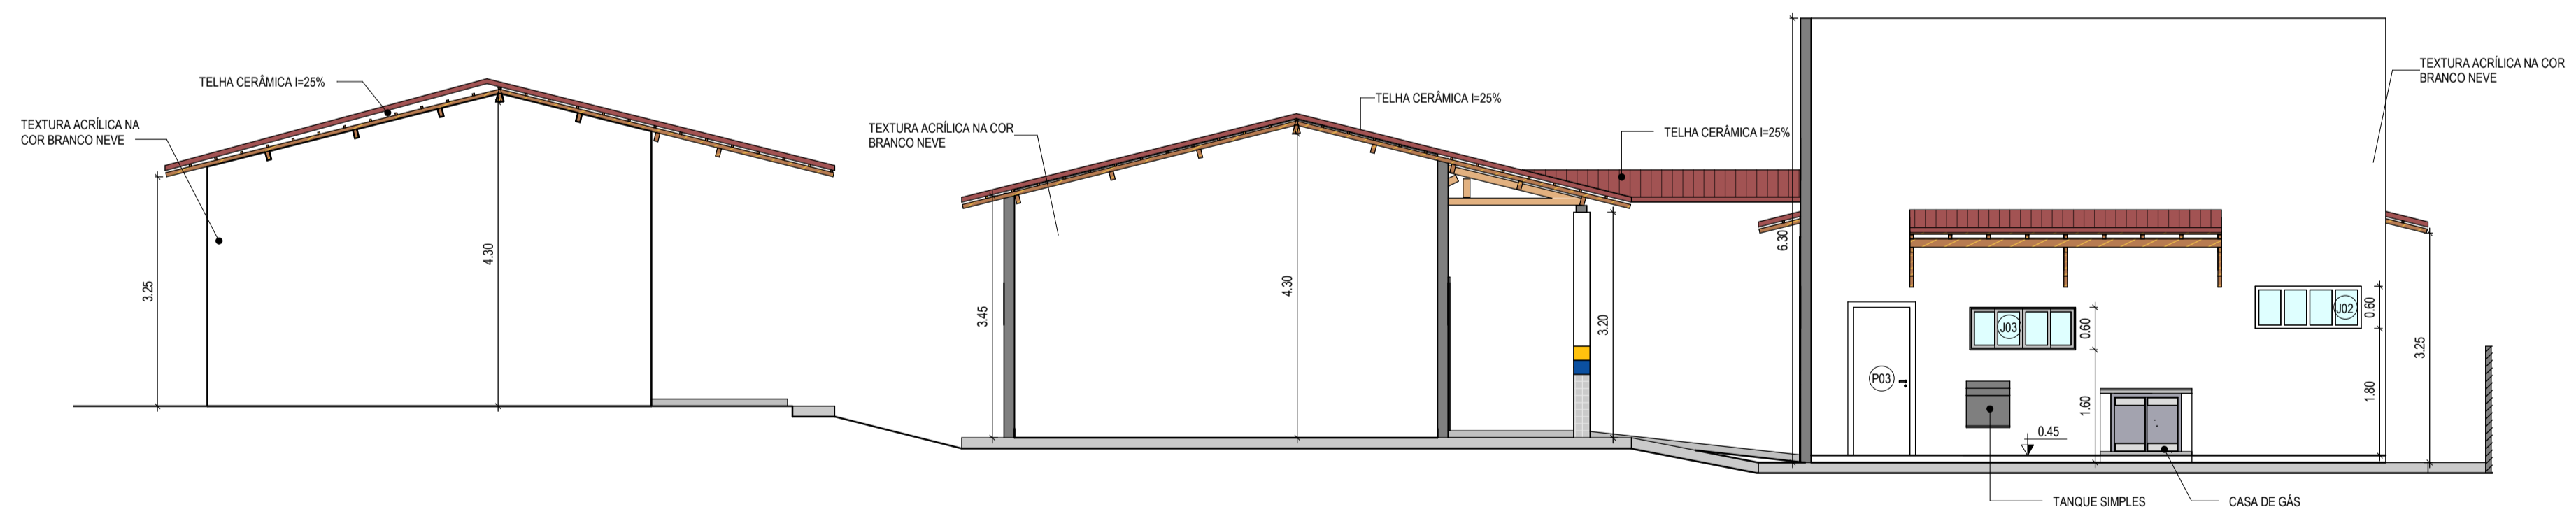 TELHA CERÂMICA I=25%
TEXTURA ACRÍLICA NA
COR BRANCO NEVE
3.25
4.30
TEXTURA ACRÍLICA NA COR
BRANCO NEVE
TELHA CERÂMICA I=25%
TELHA CERÂMICA I=25%
3.45
4.30
3.20
6.30
TEXTURA ACRÍLICA NA COR
BRANCO NEVE
P03
J03
0.60
1.60
0.45
J02
0.60
1.80
3.25
TANQUE SIMPLES
CASA DE GÁS